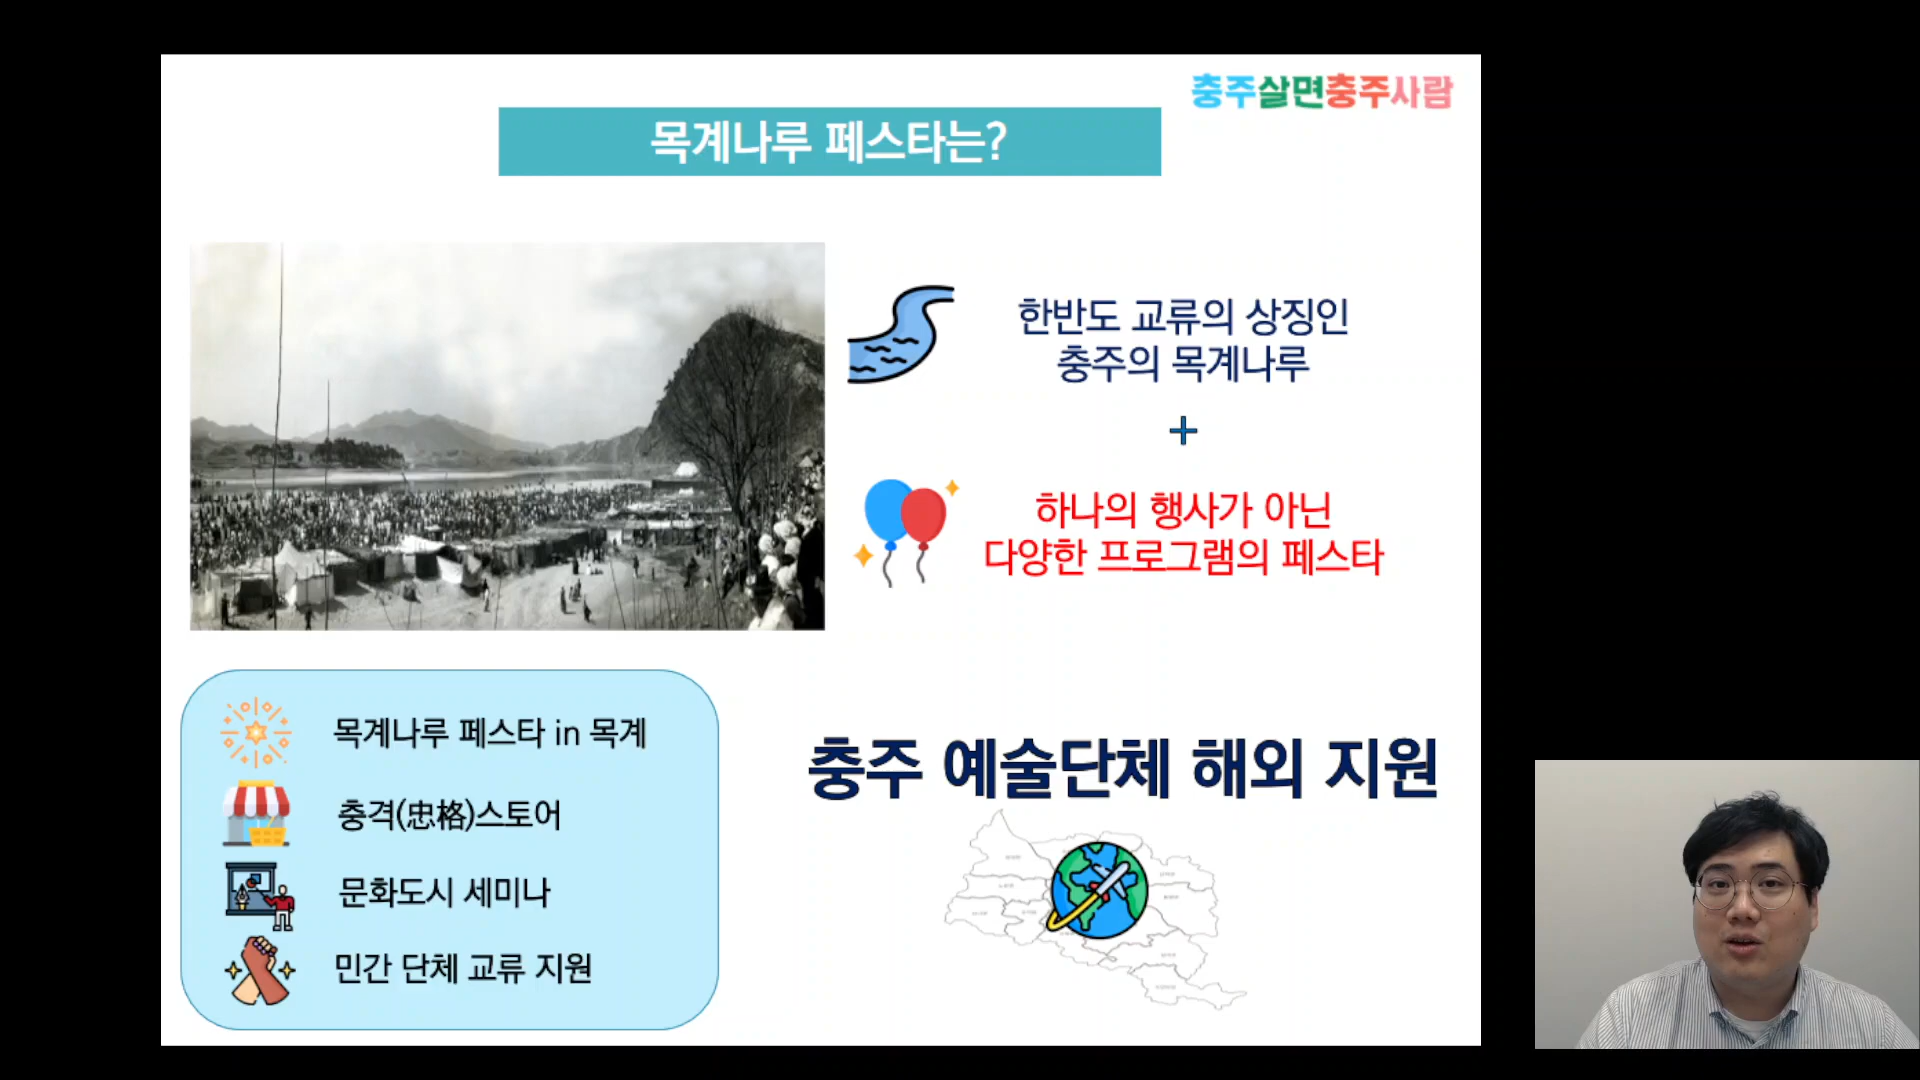 충주살면충주사람
목계나루 페스타는?
한반도 교류의 상징인
충주의 목계나루
+
하나의 행사가 아닌
다양한 프로그램의 페스타
목계나루 페스타 in 목계
충격(忠格)스토어
문화도시 세미나
민간 단체 교류 지원
충주 예술단체 해외 지원